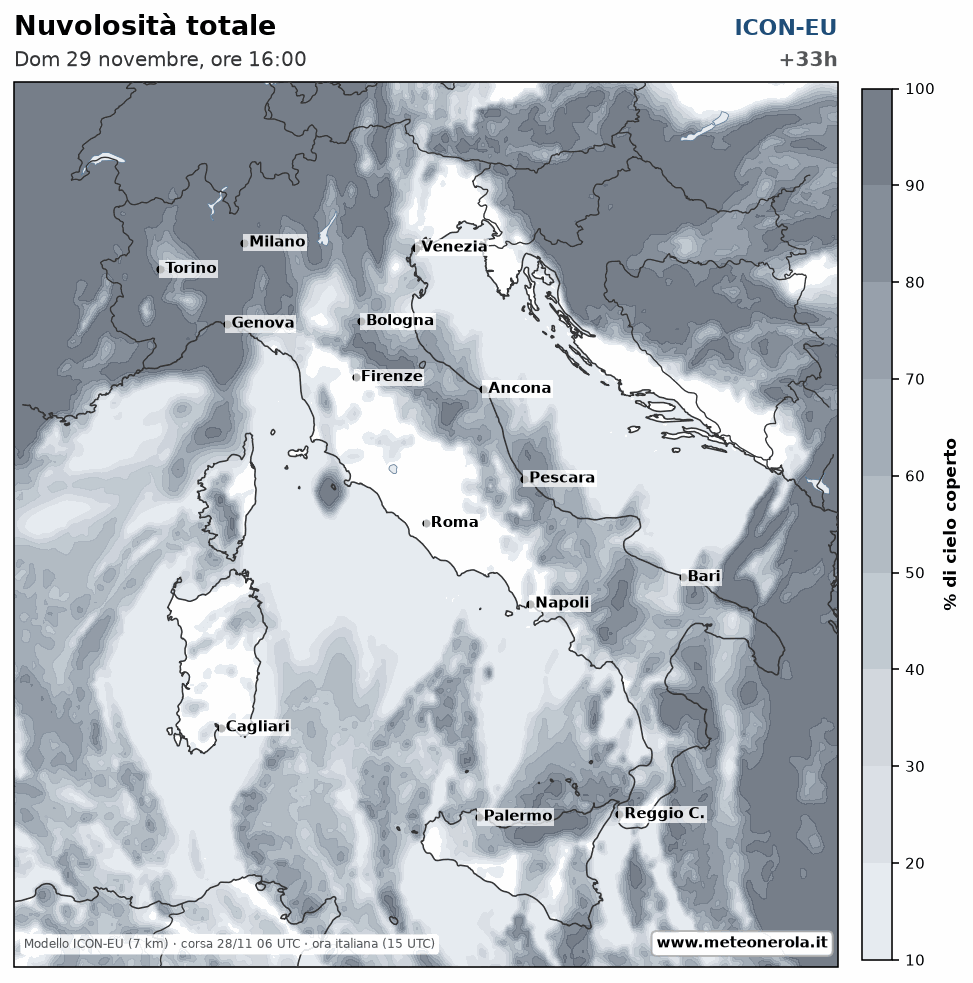 Nuvolosità totale
ICON-EU
Dom 29 novembre, ore 16:00
+33h
100
90
80
70
60
50
40
30
20
10
% di cielo coperto
Milano
Venezia
Torino
Genova
Bologna
Firenze
Ancona
Pescara
Roma
Bari
Napoli
Cagliari
Palermo
Reggio C.
Modello ICON-EU (7 km) · corsa 28/11 06 UTC · ora italiana (15 UTC)
www.meteonerola.it